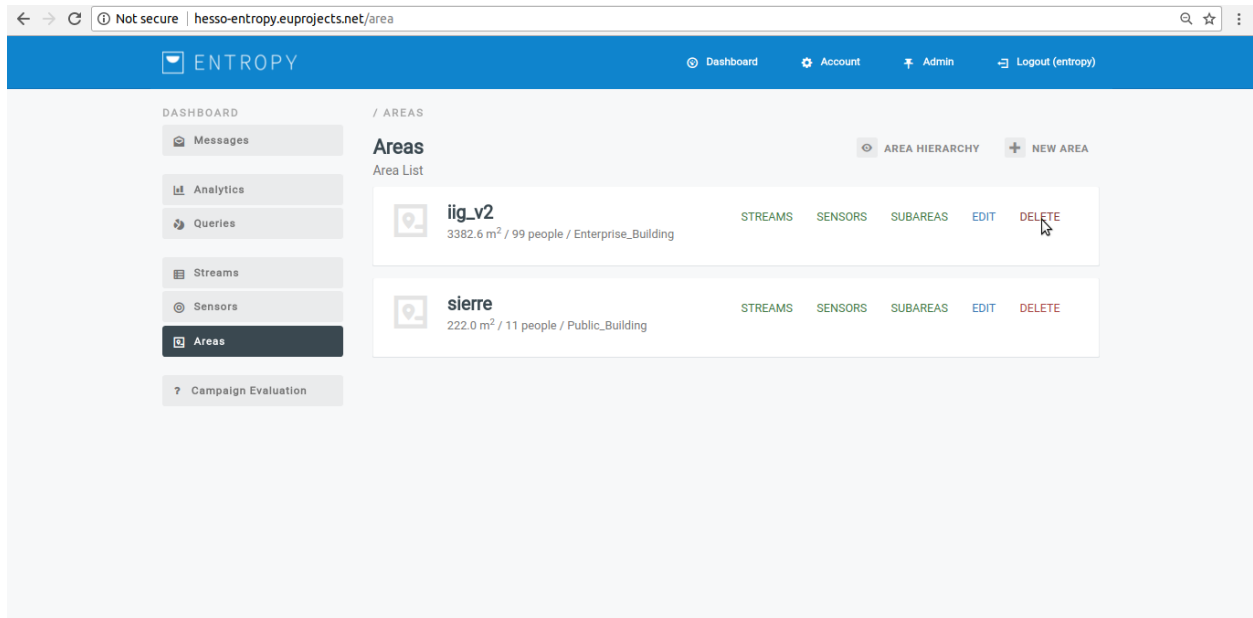 Not secure | hesso-entropy.euprojects.net/area
ENTROPY
Dashboard
Account
Admin
Logout (entropy)
DASHBOARD
Messages
Analytics
Queries
Streams
Sensors
Areas
? Campaign Evaluation
/ AREAS
Areas
AREA HIERARCHY
NEW AREA
Area List
iig_v2
3382.6 m² / 99 people / Enterprise_Building
STREAMS SENSORS SUBAREAS EDIT DELETE
sierre
222.0 m² / 11 people / Public_Building
STREAMS SENSORS SUBAREAS EDIT DELETE